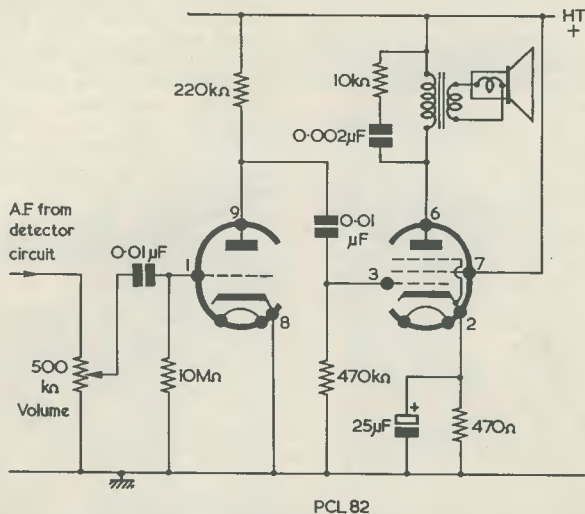 HT
+
220kΩ
10kΩ
0·002μF
A.F from
detector
circuit
0·01μF
9
6
0·01
μF
1
3
7
8
2
500
kΩ
Volume
10MΩ
470kΩ
+
25μF
470Ω
PCL 82